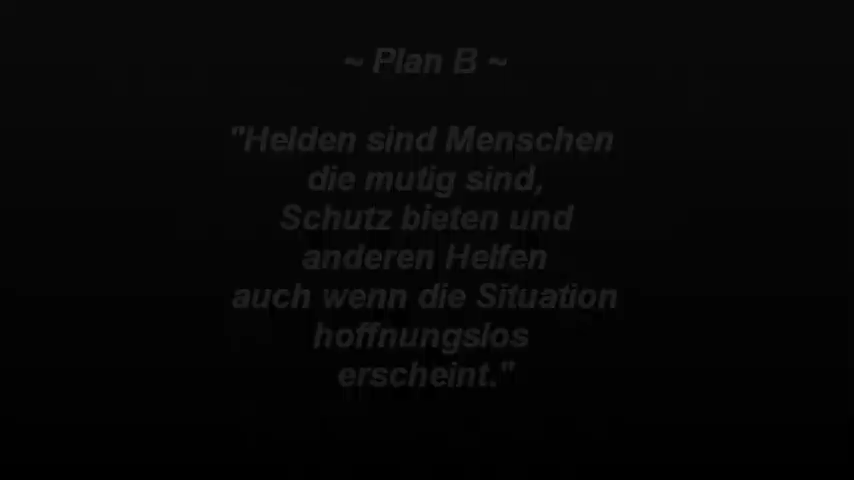 ~ Plan B ~
"Helden sind Menschen
die mutig sind,
Schutz bieten und
anderen Helfen
auch wenn die Situation
hoffnungslos
erscheint."